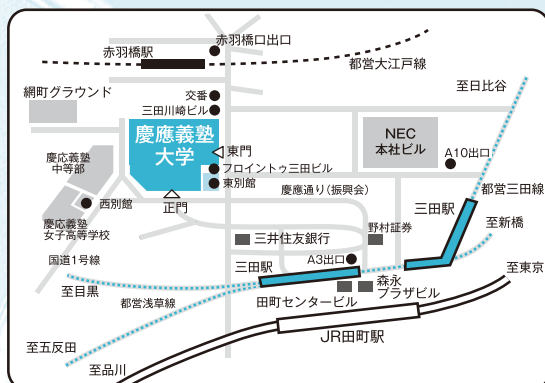 赤羽橋口出口
赤羽橋駅
都営大江戸線
至日比谷
網町グラウンド
交番
三田川崎ビル
慶應義塾
大学
東門
NEC
本社ビル
A10出口
慶応義塾
中等部
フロイントゥ三田ビル
東別館
慶應通り(振興会)
都営三田線
西別館
正門
三田駅
至新橋
慶応義塾
女子高等学校
野村証券
三井住友銀行
国道1号線
A3出口
三田駅
至東京
至目黒
森永
プラザビル
都営浅草線
田町センタービル
JR田町駅
至五反田
至品川